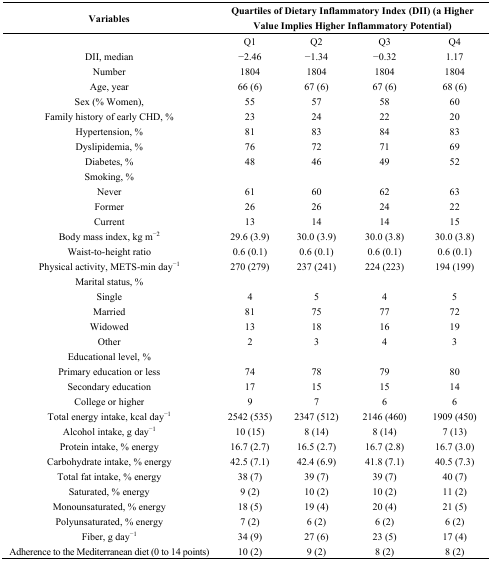 Variables Quartiles of Dietary Inflammatory Index (DII) (a Higher
Value Implies Higher Inflammatory Potential)
Q1 Q2 Q3 Q4
DII, median −2.46 −1.34 −0.32 1.17
Number 1804 1804 1804 1804
Age, year 66 (6) 67 (6) 67 (6) 68 (6)
Sex (% Women), 55 57 58 60
Family history of early CHD, % 23 24 22 20
Hypertension, % 81 83 84 83
Dyslipidemia, % 76 72 71 69
Diabetes, % 48 46 49 52
Smoking, %
Never 61 60 62 63
Former 26 26 24 22
Current 13 14 14 15
Body mass index, kg m⁻² 29.6 (3.9) 30.0 (3.9) 30.0 (3.8) 30.0 (3.8)
Waist-to-height ratio 0.6 (0.1) 0.6 (0.1) 0.6 (0.1) 0.6 (0.1)
Physical activity, METS-min day⁻¹ 270 (279) 237 (241) 224 (223) 194 (199)
Marital status, %
Single 4 5 4 5
Married 81 75 77 72
Widowed 13 18 16 19
Other 2 3 4 3
Educational level, %
Primary education or less 74 78 79 80
Secondary education 17 15 15 14
College or higher 9 7 6 6
Total energy intake, kcal day⁻¹ 2542 (535) 2347 (512) 2146 (460) 1909 (450)
Alcohol intake, g day⁻¹ 10 (15) 8 (14) 8 (14) 7 (13)
Protein intake, % energy 16.7 (2.7) 16.5 (2.7) 16.7 (2.8) 16.7 (3.0)
Carbohydrate intake, % energy 42.5 (7.1) 42.4 (6.9) 41.8 (7.1) 40.5 (7.3)
Total fat intake, % energy 38 (7) 39 (7) 39 (7) 40 (7)
Saturated, % energy 9 (2) 10 (2) 10 (2) 11 (2)
Monounsaturated, % energy 18 (5) 19 (4) 20 (4) 21 (5)
Polyunsaturated, % energy 7 (2) 6 (2) 6 (2) 6 (2)
Fiber, g day⁻¹ 34 (9) 27 (6) 23 (5) 17 (4)
Adherence to the Mediterranean diet (0 to 14 points) 10 (2) 9 (2) 8 (2) 8 (2)